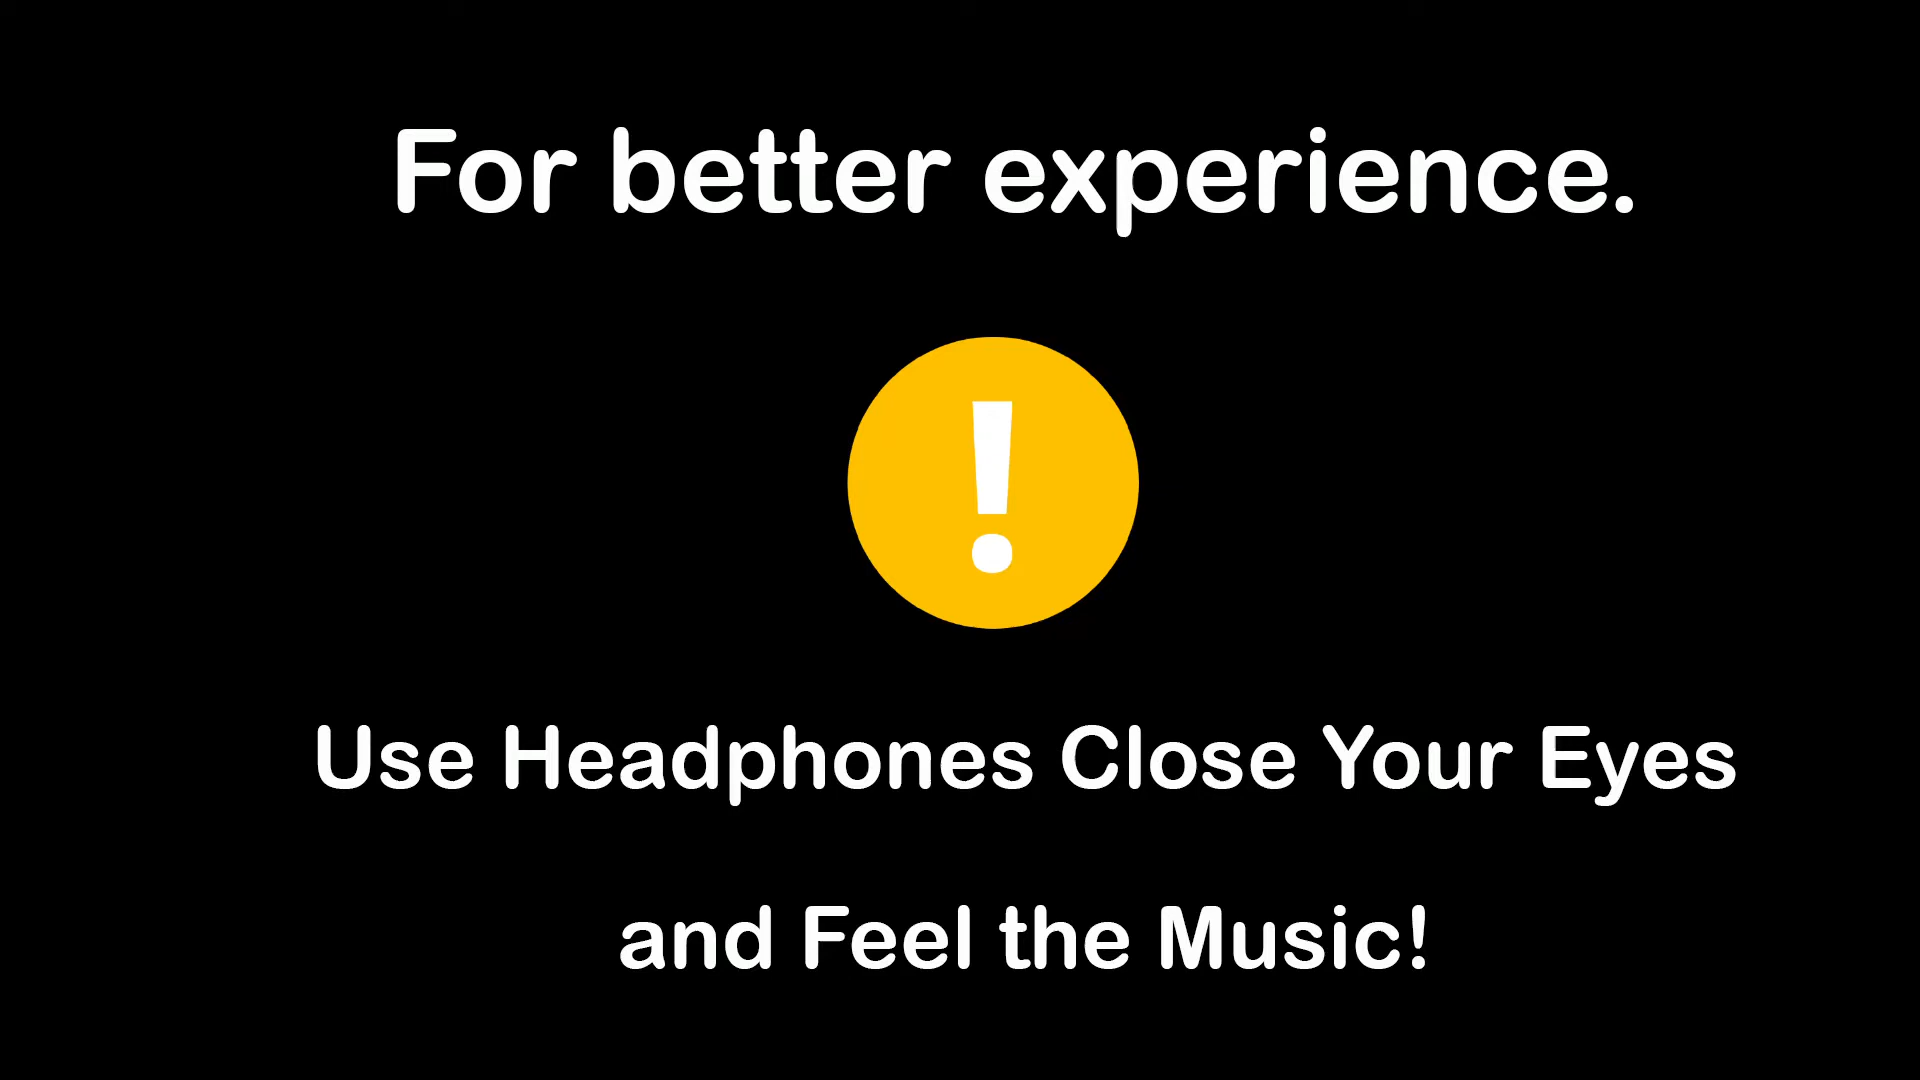 For better experience.
!
Use Headphones Close Your Eyes
and Feel the Music!